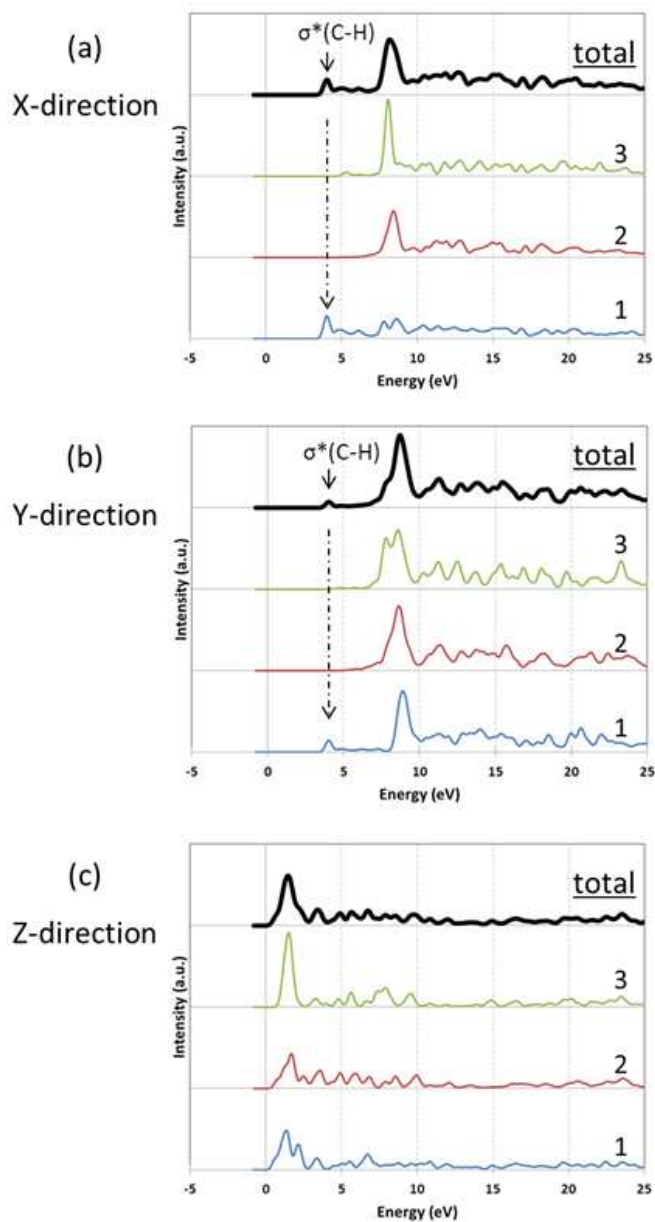 (a)
X-direction
σ*(C-H)
total
3
2
1
Intensity (a.u.)
-5 0 5 10 15 20 25
Energy (eV)
(b)
Y-direction
σ*(C-H)
total
3
2
1
Intensity (a.u.)
-5 0 5 10 15 20 25
Energy (eV)
(c)
Z-direction
total
3
2
1
Intensity (a.u.)
-5 0 5 10 15 20 25
Energy (eV)